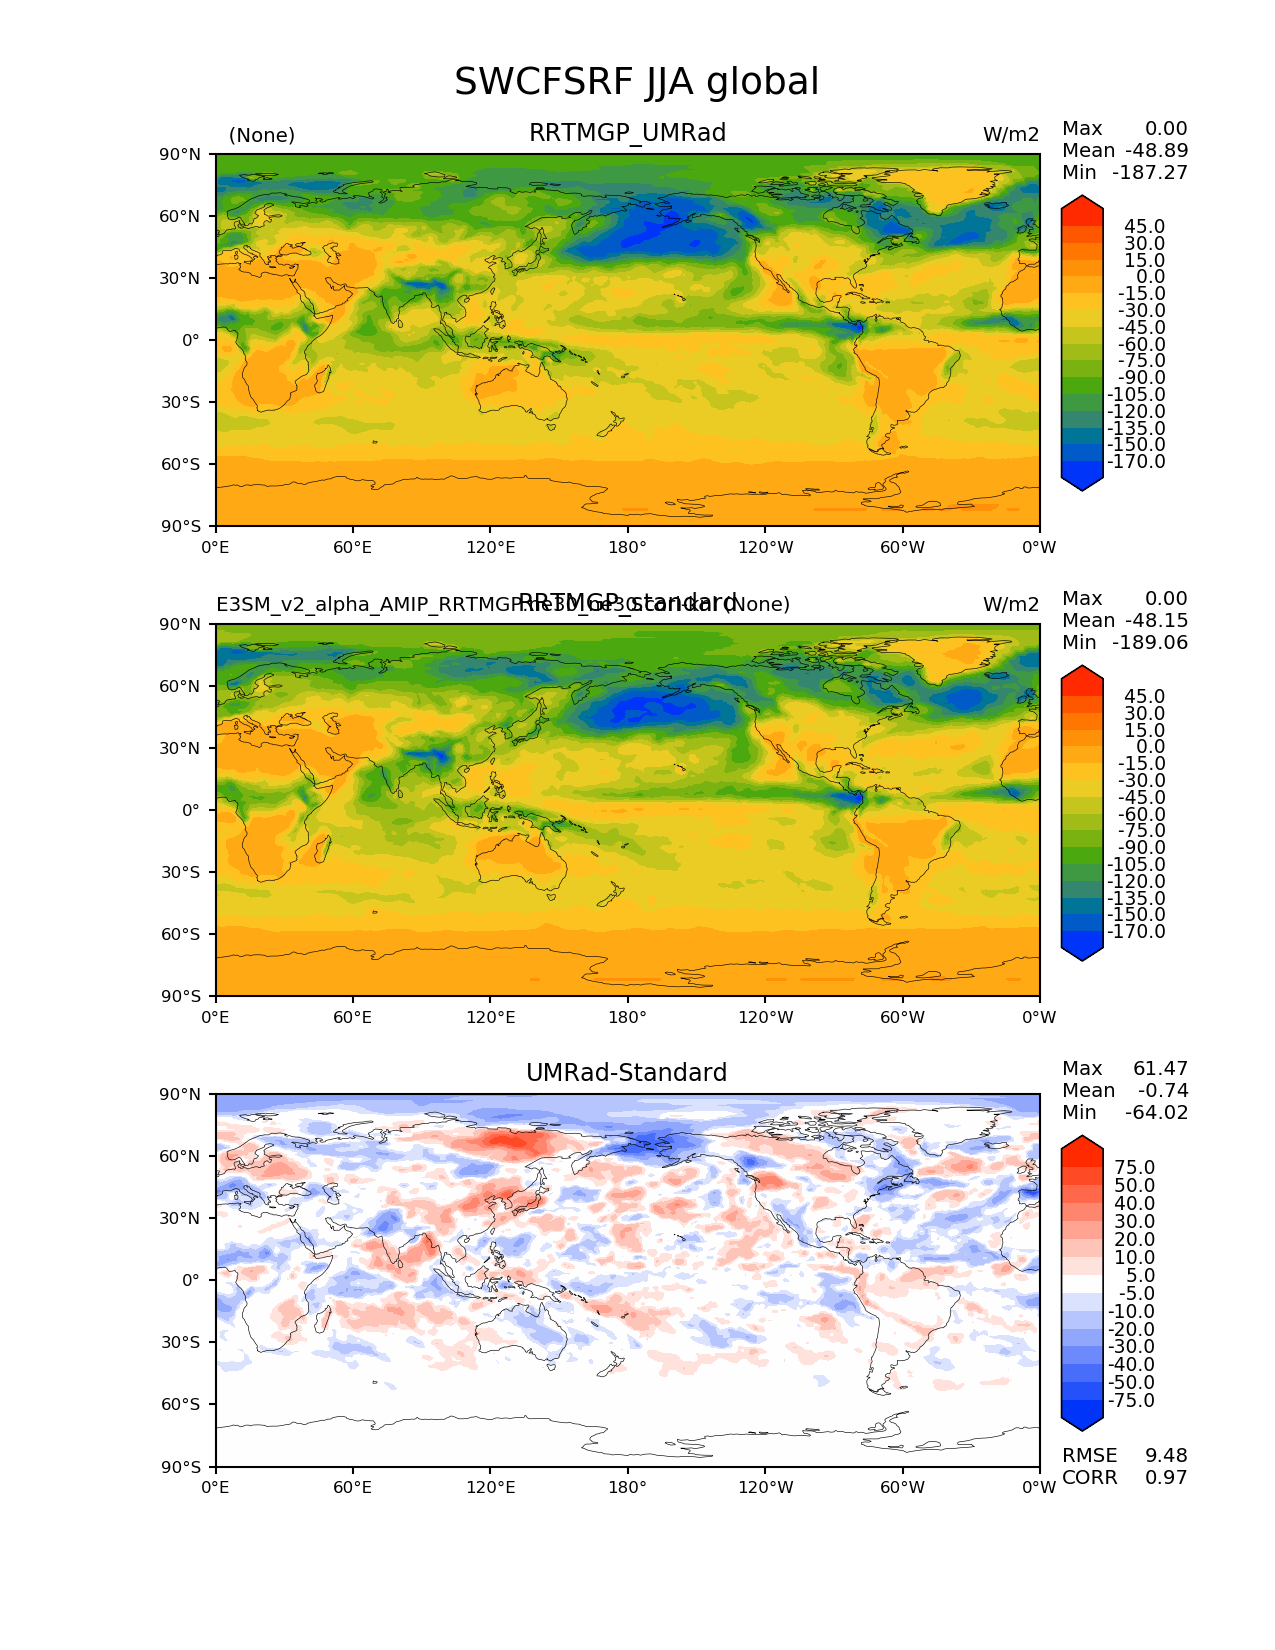 SWCFSRF JJA global
(None) RRTMGP_UMRad W/m2
Max 0.00
Mean -48.89
Min -187.27
90°N
60°N
30°N
0°
30°S
60°S
90°S
0°E 60°E 120°E 180° 120°W 60°W 0°W
45.0
30.0
15.0
0.0
-15.0
-30.0
-45.0
-60.0
-75.0
-90.0
-105.0
-120.0
-135.0
-150.0
-170.0
E3SM_v2_alpha_AMIP_RRTMGP (None) RRTMGP_standard W/m2
Max 0.00
Mean -48.15
Min -189.06
90°N
60°N
30°N
0°
30°S
60°S
90°S
0°E 60°E 120°E 180° 120°W 60°W 0°W
45.0
30.0
15.0
0.0
-15.0
-30.0
-45.0
-60.0
-75.0
-90.0
-105.0
-120.0
-135.0
-150.0
-170.0
UMRad-Standard
Max 61.47
Mean -0.74
Min -64.02
90°N
60°N
30°N
0°
30°S
60°S
90°S
0°E 60°E 120°E 180° 120°W 60°W 0°W
75.0
50.0
40.0
30.0
20.0
10.0
5.0
-5.0
-10.0
-20.0
-30.0
-40.0
-50.0
-75.0
RMSE 9.48
CORR 0.97